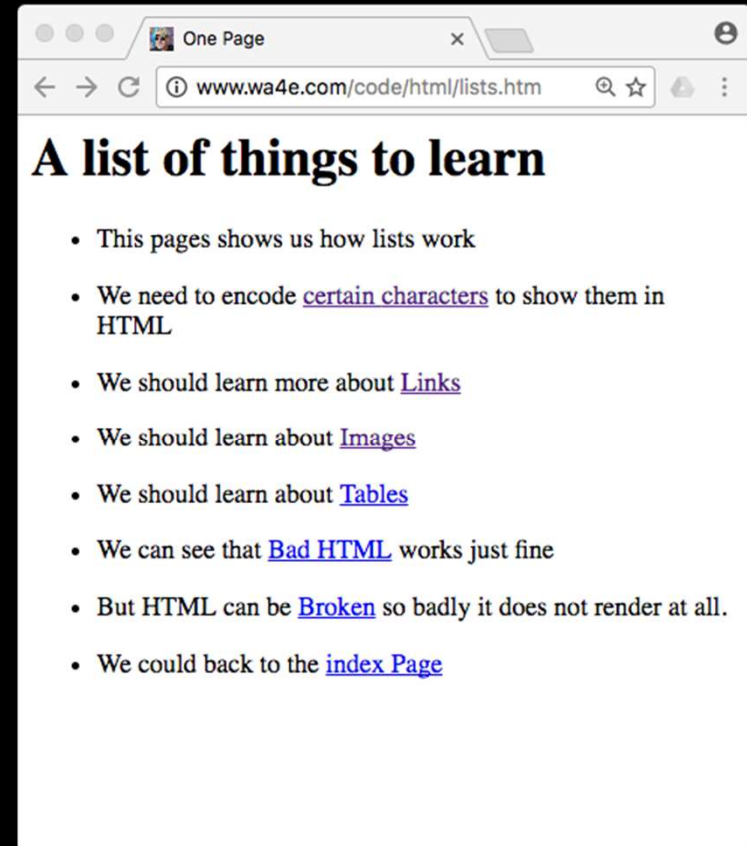 One Page
www.wa4e.com/code/html/lists.htm
A list of things to learn
• This pages shows us how lists work
• We need to encode certain characters to show them in
HTML
• We should learn more about Links
• We should learn about Images
• We should learn about Tables
• We can see that Bad HTML works just fine
• But HTML can be Broken so badly it does not render at all.
• We could back to the index Page